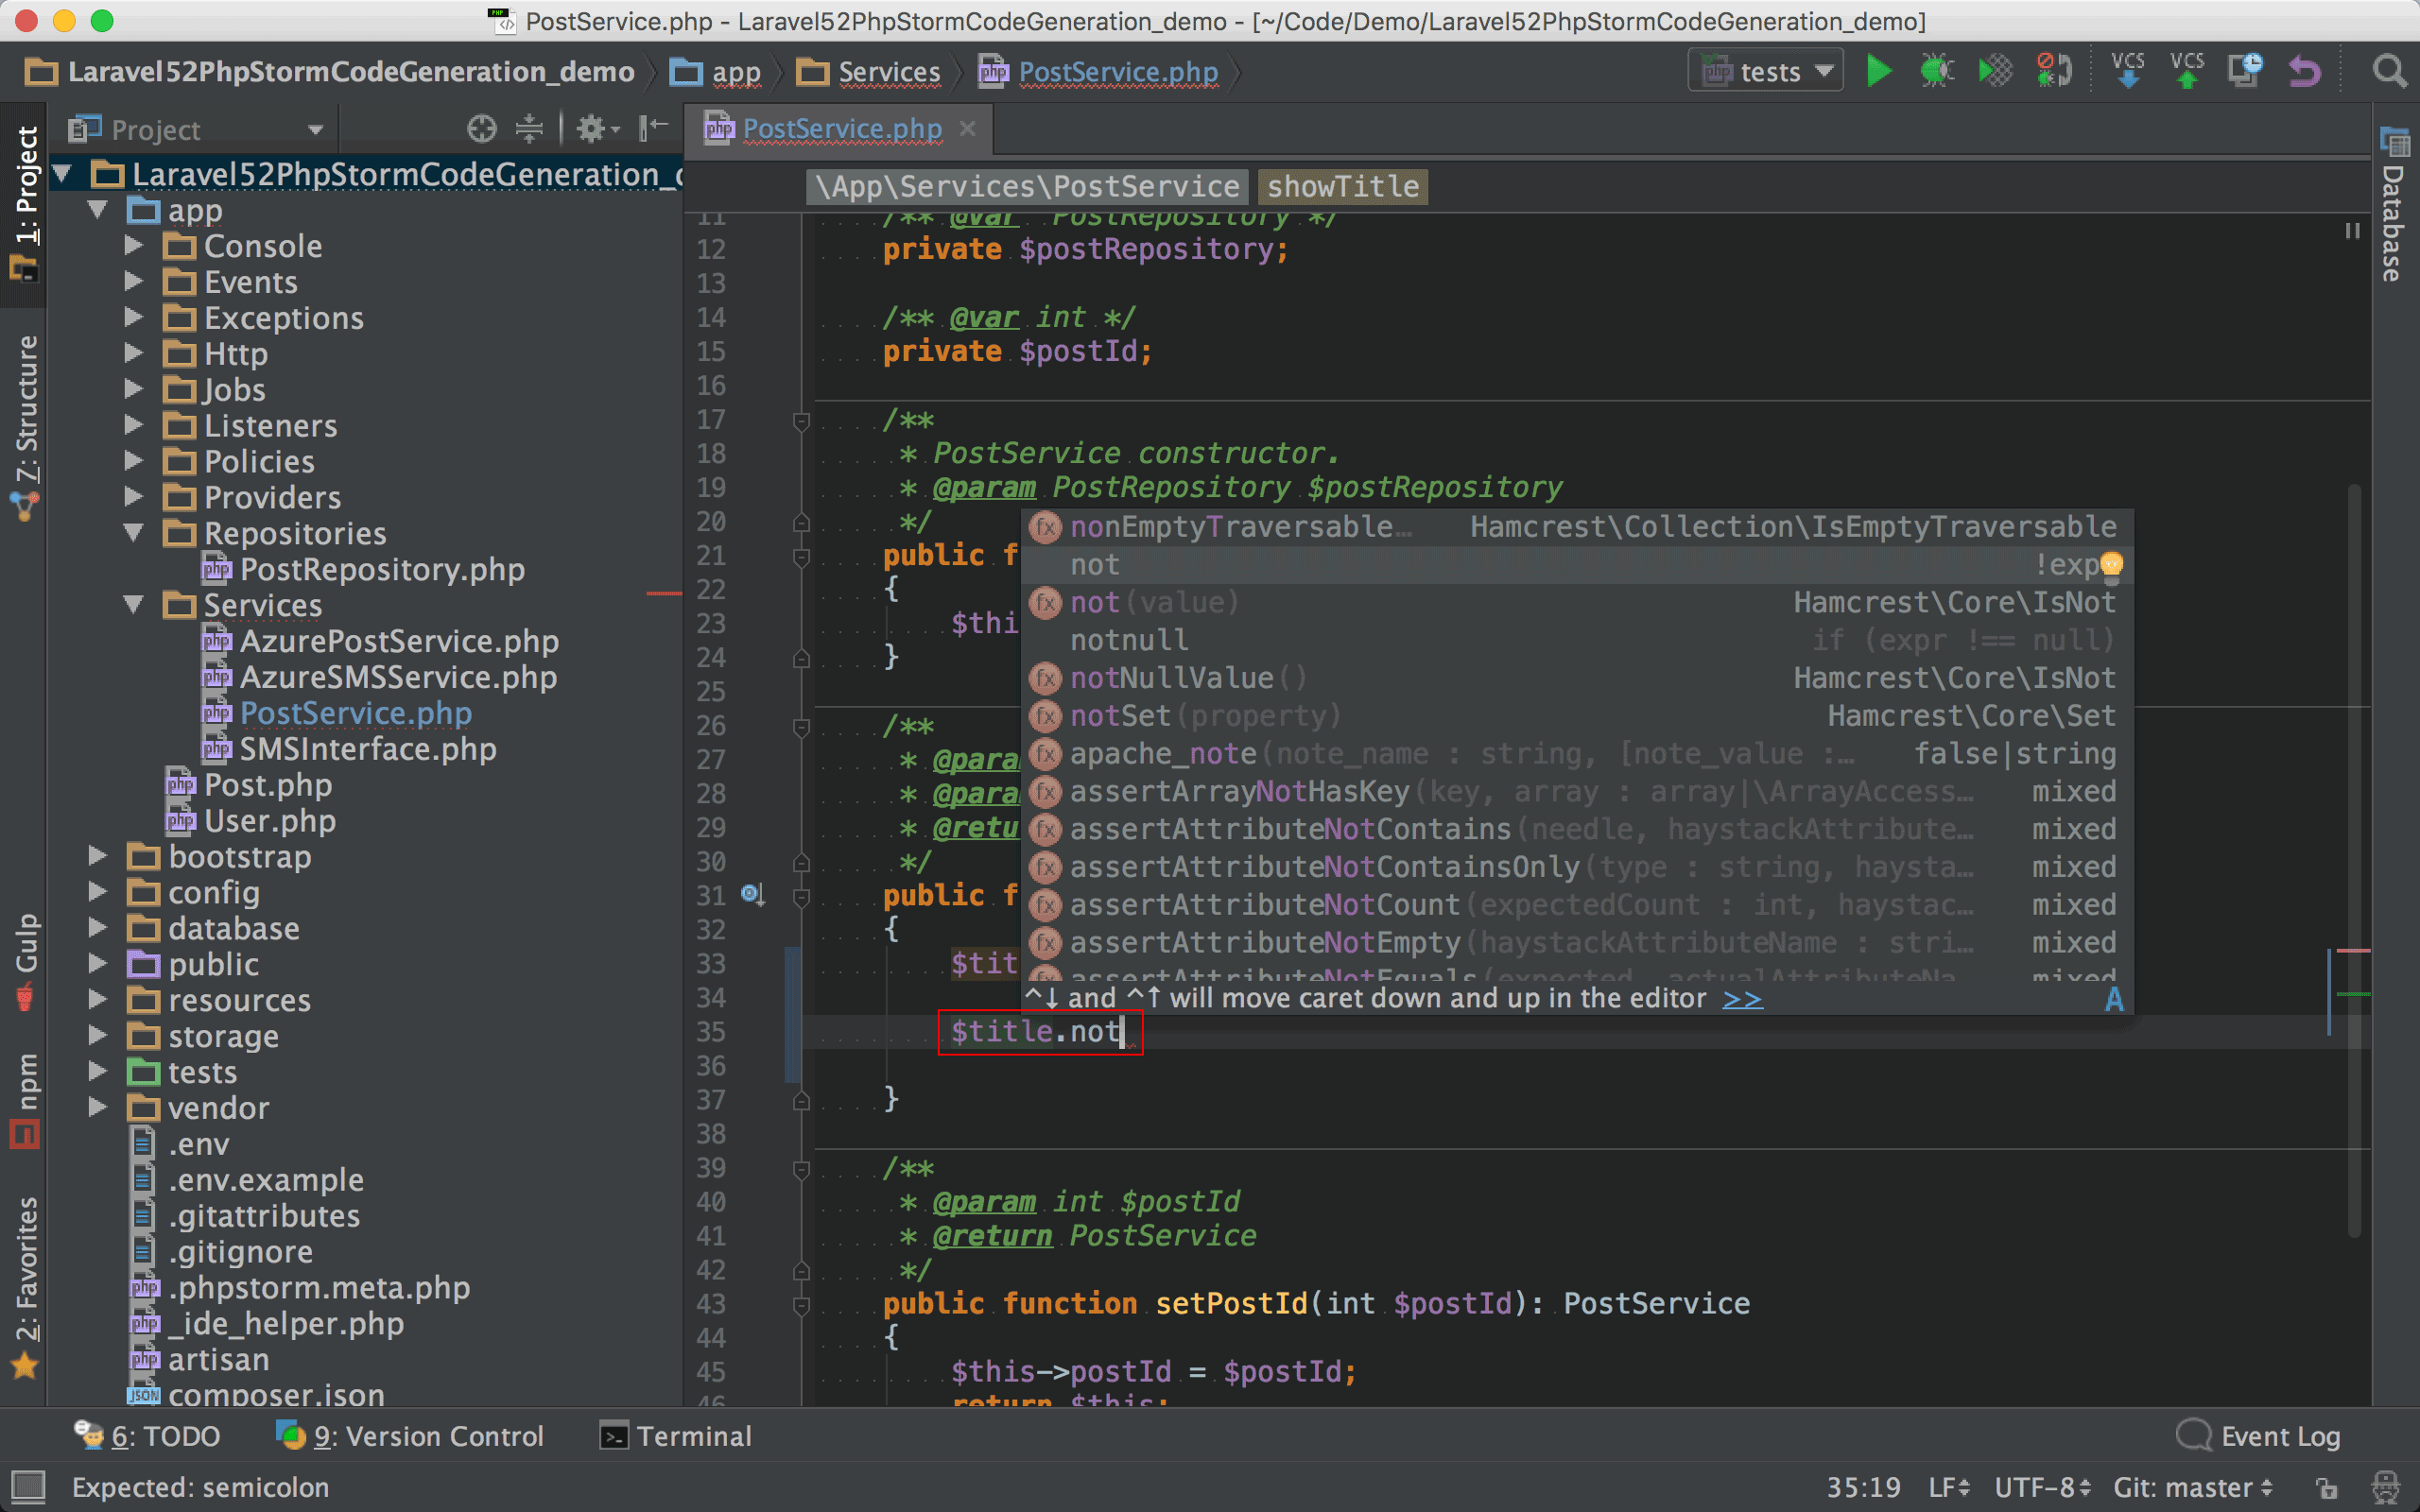 PostService.php - Laravel52PhpStormCodeGeneration_demo - [~/Code/Demo/Laravel52PhpStormCodeGeneration_demo]
Laravel52PhpStormCodeGeneration_demo app Services PostService.php tests VCS VCS
1: Project
7: Structure
Gulp
npm
2: Favorites
Project
Laravel52PhpStormCodeGeneration_
app
Console
Events
Exceptions
Http
Jobs
Listeners
Policies
Providers
Repositories
PostRepository.php
Services
AzurePostService.php
AzureSMSService.php
PostService.php
SMSInterface.php
Post.php
User.php
bootstrap
config
database
public
resources
storage
tests
vendor
.env
.env.example
.gitattributes
.gitignore
.phpstorm.meta.php
_ide_helper.php
artisan
composer.json
PostService.php
\App\Services\PostService showTitle
11 /** @var PostRepository */
12 private $postRepository;
13
14 /** @var int */
15 private $postId;
16
17 /**
18 * PostService constructor.
19 * @param PostRepository $postRepository
20 */
21 public f
22 {
23 $thi
24 }
25
26 /**
27 * @para
28 * @para
29 * @retu
30 */
31 public f
32 {
33 $tit
34
35 $title.not
36
37 }
38
39 /**
40 * @param int $postId
41 * @return PostService
42 */
43 public function setPostId(int $postId): PostService
44 {
45 $this->postId = $postId;
46 return $this;
nonEmptyTraversable… Hamcrest\Collection\IsEmptyTraversable
not !exp
not(value) Hamcrest\Core\IsNot
notnull if (expr !== null)
notNullValue() Hamcrest\Core\IsNot
notSet(property) Hamcrest\Core\Set
apache_note(note_name : string, [note_value :… false|string
assertArrayNotHasKey(key, array : array|\ArrayAccess… mixed
assertAttributeNotContains(needle, haystackAttribute… mixed
assertAttributeNotContainsOnly(type : string, haysta… mixed
assertAttributeNotCount(expectedCount : int, haystac… mixed
assertAttributeNotEmpty(haystackAttributeName : stri… mixed
assertAttributeNotEquals(expected, actualAttributeNa… mixed
^↓ and ^↑ will move caret down and up in the editor >>
Database
6: TODO 9: Version Control Terminal Event Log
Expected: semicolon 35:19 LF UTF-8 Git: master